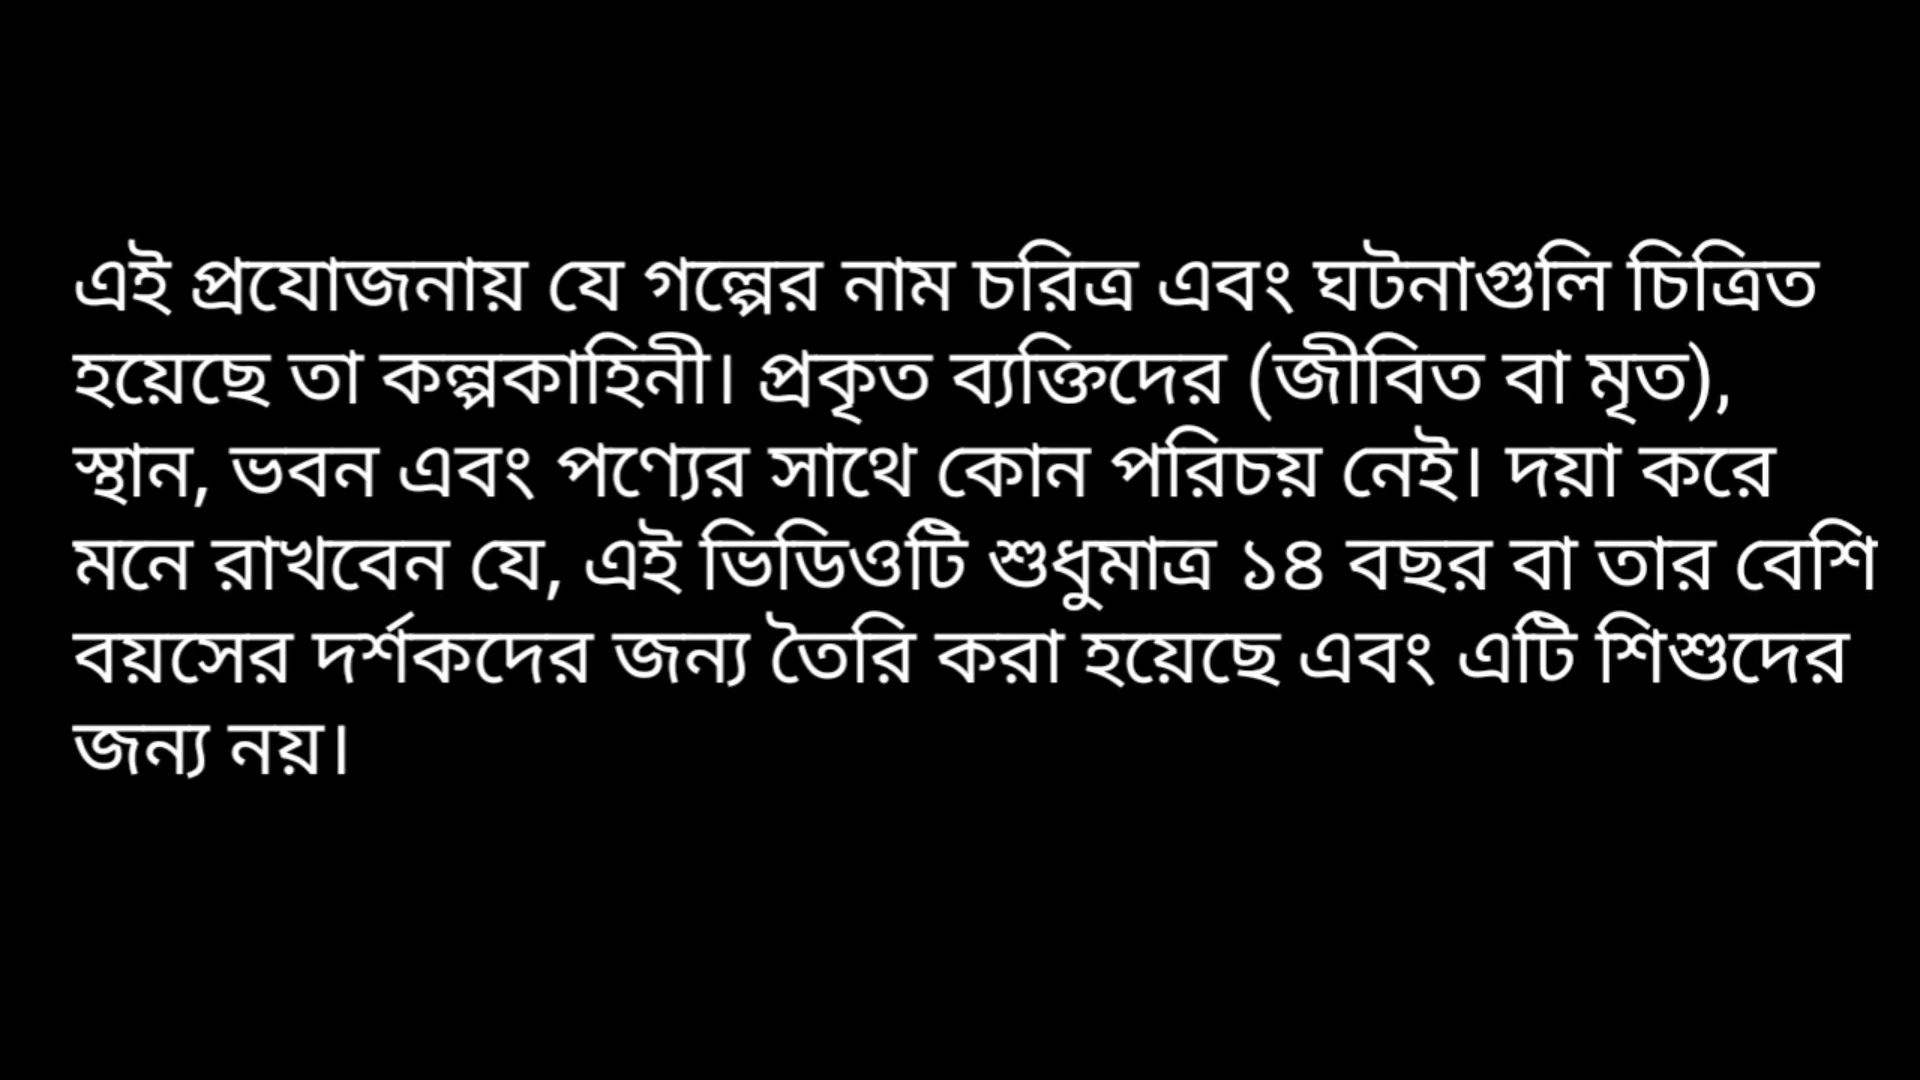 এই প্রযোজনায় যে গল্পের নাম চরিত্র এবং ঘটনাগুলি চিত্রিত
হয়েছে তা কল্পকাহিনী। প্রকৃত ব্যক্তিদের (জীবিত বা মৃত),
স্থান, ভবন এবং পণ্যের সাথে কোন পরিচয় নেই। দয়া করে
মনে রাখবেন যে, এই ভিডিওটি শুধুমাত্র ১৪ বছর বা তার বেশি
বয়সের দর্শকদের জন্য তৈরি করা হয়েছে এবং এটি শিশুদের
জন্য নয়।